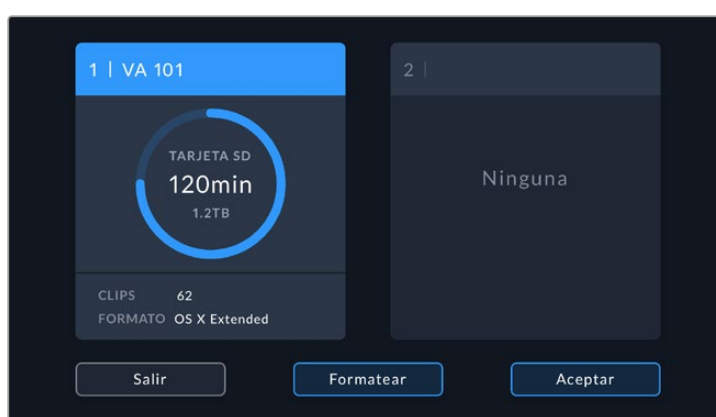 1 | VA 101
TARJETA SD
120min
1.2TB
CLIPS 62
FORMATO OS X Extended
2 |
Ninguna
Salir
Formatear
Aceptar